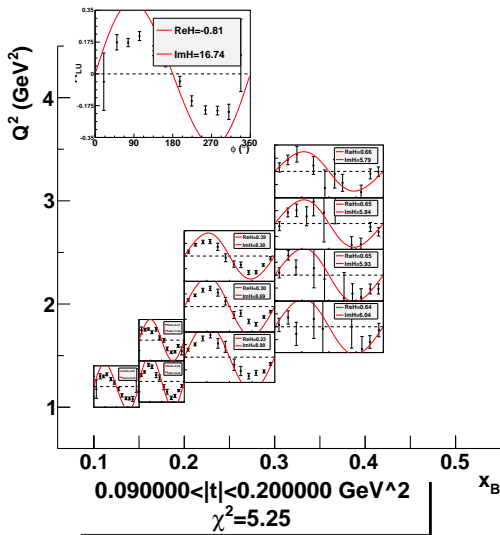 0.35
0.175
0
-0.175
-0.35
LU
ReH=-0.81
ImH=16.74
0 90 180 270 360
ϕ (°)
Q² (GeV²)
4
3
2
1
ReH=0.66
ImH=5.79
ReH=0.65
ImH=5.84
ReH=0.65
ImH=5.93
ReH=0.64
ImH=6.04
ReH=0.39
ImH=8.30
ReH=0.30
ReH=0.23
0.1 0.2 0.3 0.4 0.5
x_B
0.090000<|t|<0.200000 GeV^2
χ²=5.25